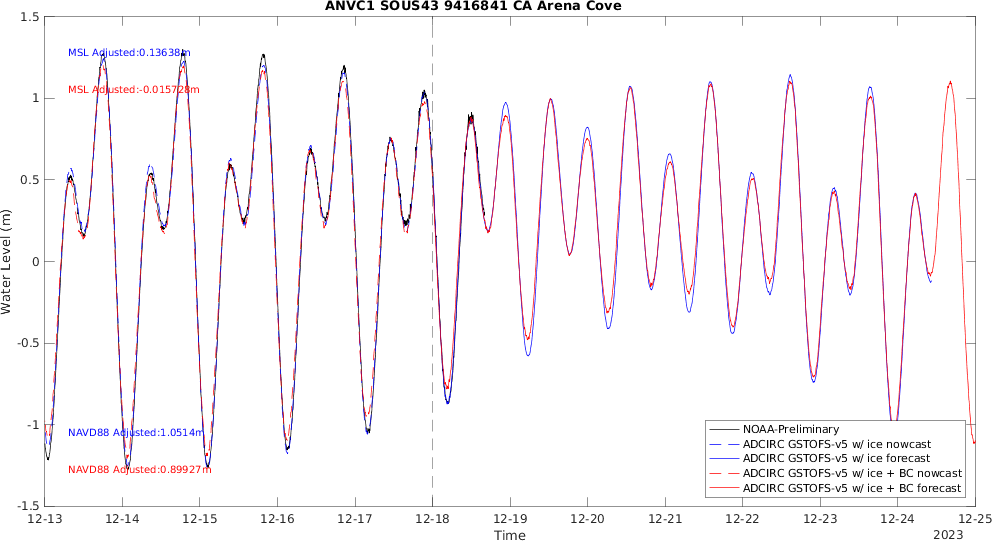 ANVC1 SOUS43 9416841 CA Arena Cove
1.5
1
0.5
0
-0.5
-1
-1.5
Water Level (m)
MSL Adjusted:0.13638m
MSL Adjusted:-0.015728m
NAVD88 Adjusted:1.0514m
NAVD88 Adjusted:0.89927m
NOAA-Preliminary
ADCIRC GSTOFS-v5 w/ ice nowcast
ADCIRC GSTOFS-v5 w/ ice forecast
ADCIRC GSTOFS-v5 w/ ice + BC nowcast
ADCIRC GSTOFS-v5 w/ ice + BC forecast
12-13 12-14 12-15 12-16 12-17 12-18 12-19 12-20 12-21 12-22 12-23 12-24 12-25
Time
2023